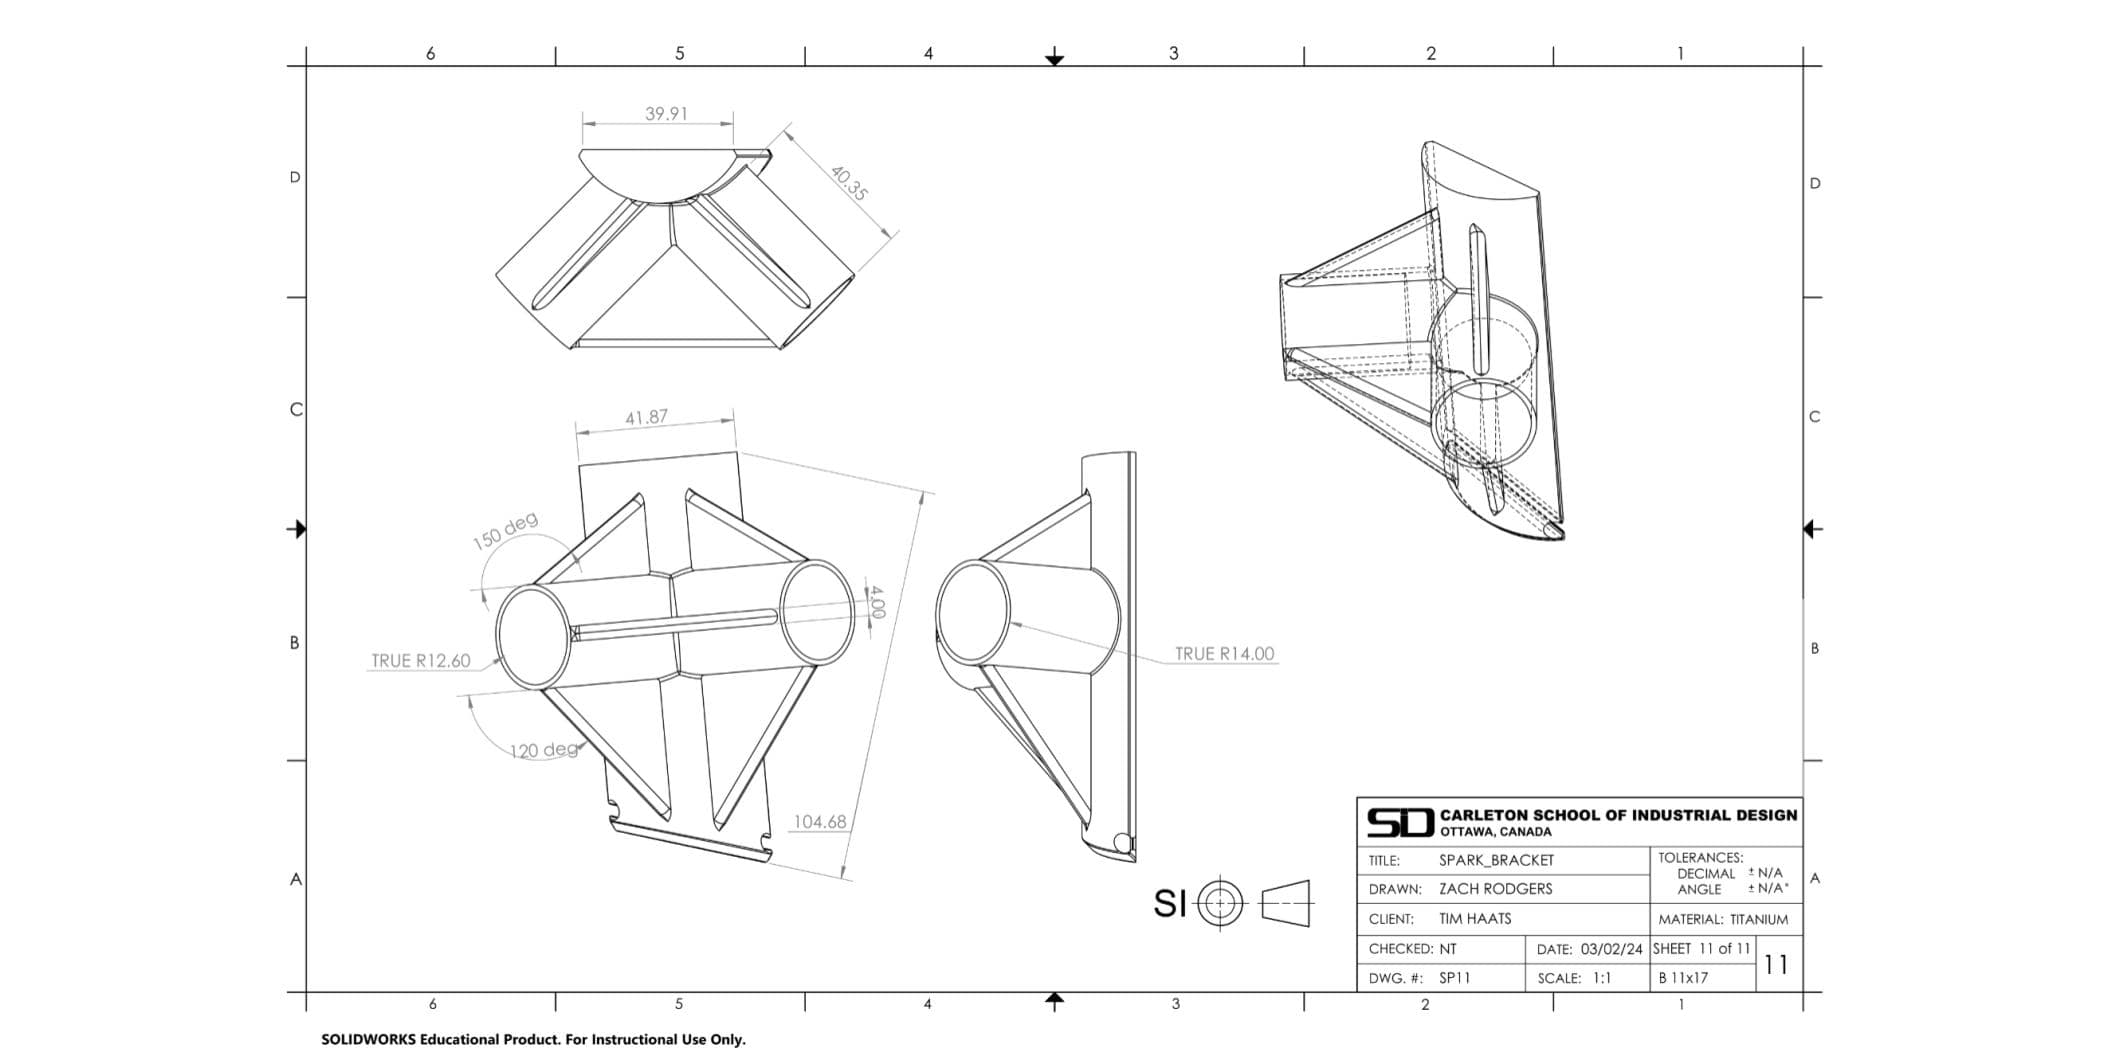 6 5 4 3 2 1
39.91
40.35
D D
41.87
C C
150 deg
4.00
TRUE R12.60
TRUE R14.00
B B
120 deg
104.68
A A
SI
SD CARLETON SCHOOL OF INDUSTRIAL DESIGN
OTTAWA, CANADA
TITLE: SPARK_BRACKET
TOLERANCES:
DECIMAL ± N/A
ANGLE ± N/A°
DRAWN: ZACH RODGERS
CLIENT: TIM HAATS
MATERIAL: TITANIUM
CHECKED: NT
DATE: 03/02/24
SHEET 11 of 11
11
DWG. #: SP11
SCALE: 1:1
B 11x17
6 5 4 3 2 1
SOLIDWORKS Educational Product. For Instructional Use Only.